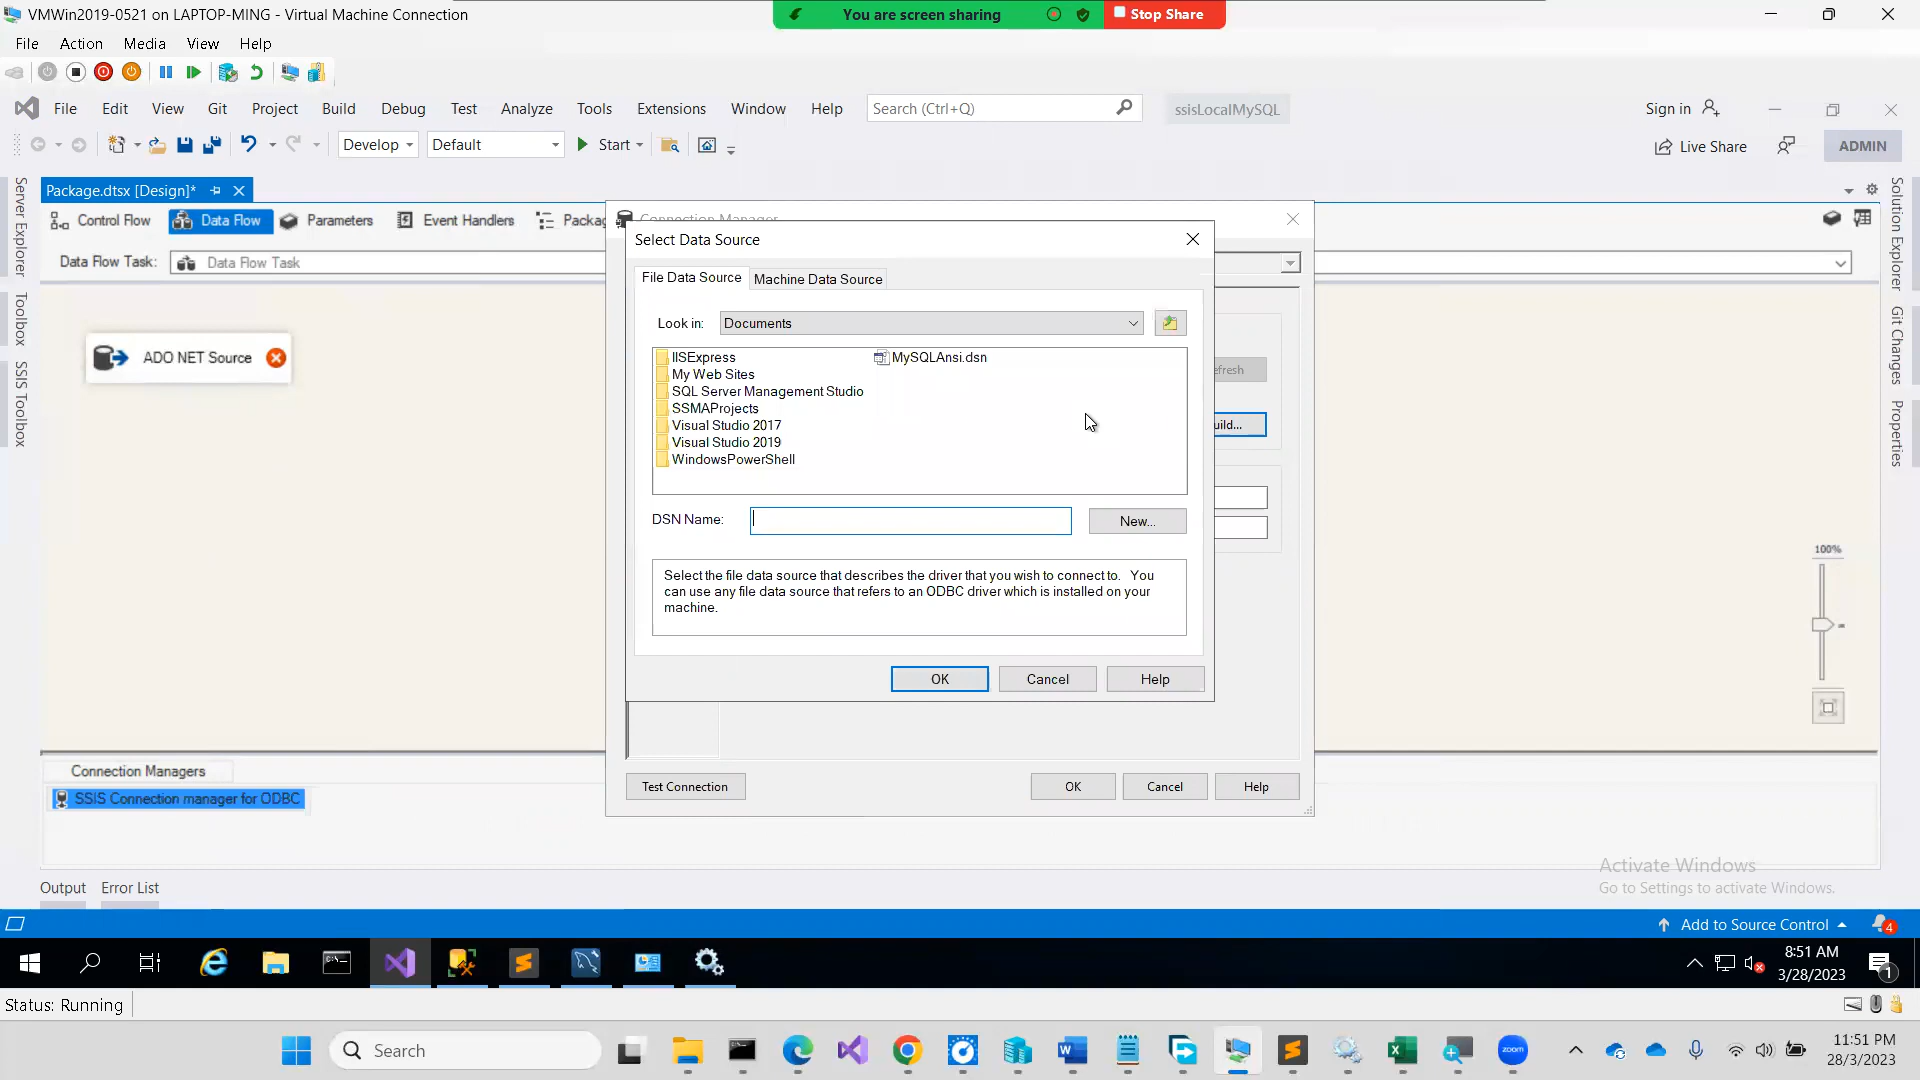 VMWin2019-0521 on LAPTOP-MING - Virtual Machine Connection
You are screen sharing
Stop Share
File Action Media View Help
File Edit View Git Project Build Debug Test Analyze Tools Extensions Window Help
Search (Ctrl+Q)
ssisLocalMySQL
Sign in
Develop
Default
Start
Live Share
ADMIN
Package.dtsx [Design]*
Control Flow
Data Flow
Parameters
Event Handlers
Packag
Data Flow Task:
Data Flow Task
Server Explorer
Toolbox
SSIS Toolbox
Solution Explorer
Git Changes
Properties
ADO NET Source
Connection Manager
Select Data Source
File Data Source
Machine Data Source
Look in:
Documents
IISExpress
My Web Sites
SQL Server Management Studio
SSMAProjects
Visual Studio 2017
Visual Studio 2019
WindowsPowerShell
MySQLAnsi.dsn
efresh
uild...
DSN Name:
New...
Select the file data source that describes the driver that you wish to connect to. You
can use any file data source that refers to an ODBC driver which is installed on your
machine.
OK
Cancel
Help
100%
Test Connection
OK
Cancel
Help
Connection Managers
SSIS Connection manager for ODBC
Activate Windows
Go to Settings to activate Windows.
Output
Error List
Add to Source Control
4
8:51 AM
3/28/2023
1
Status: Running
Search
zoom
11:51 PM
28/3/2023